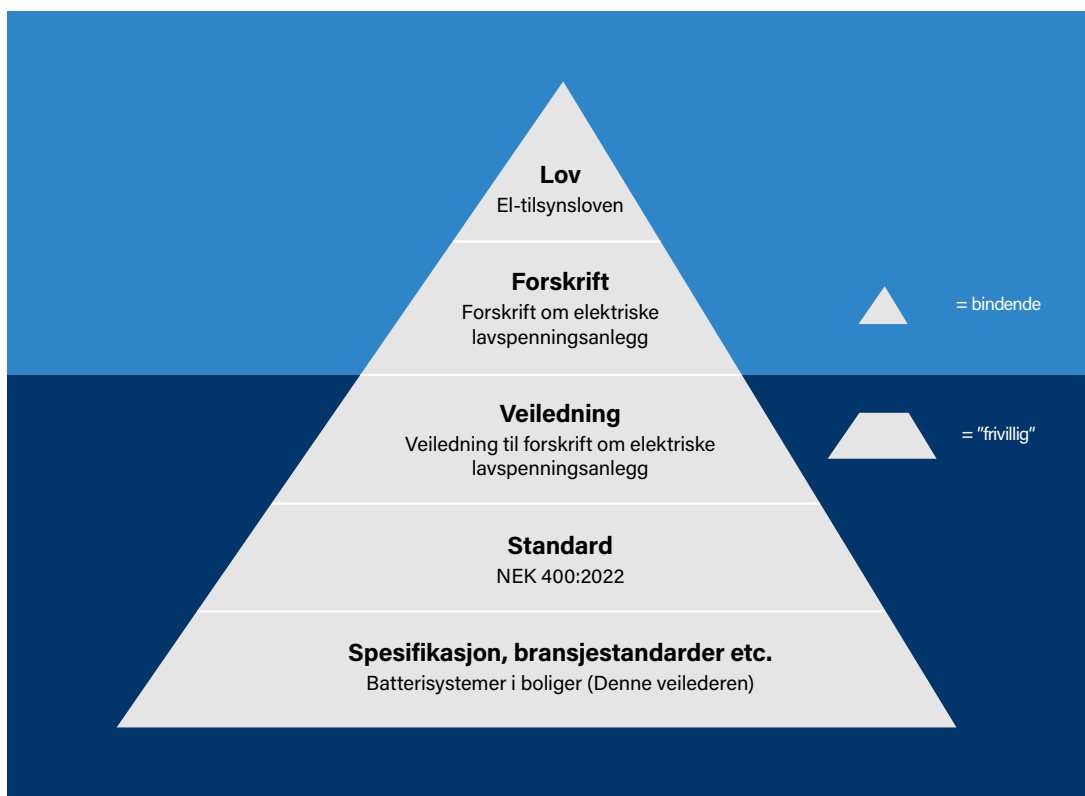 Lov
El-tilsynsloven
Forskrift
Forskrift om elektriske
lavspenningsanlegg
= bindende
Veiledning
Veiledning til forskrift om elektriske
lavspenningsanlegg
= ”frivillig”
Standard
NEK 400:2022
Spesifikasjon, bransjestandarder etc.
Batterisystemer i boliger (Denne veilederen)